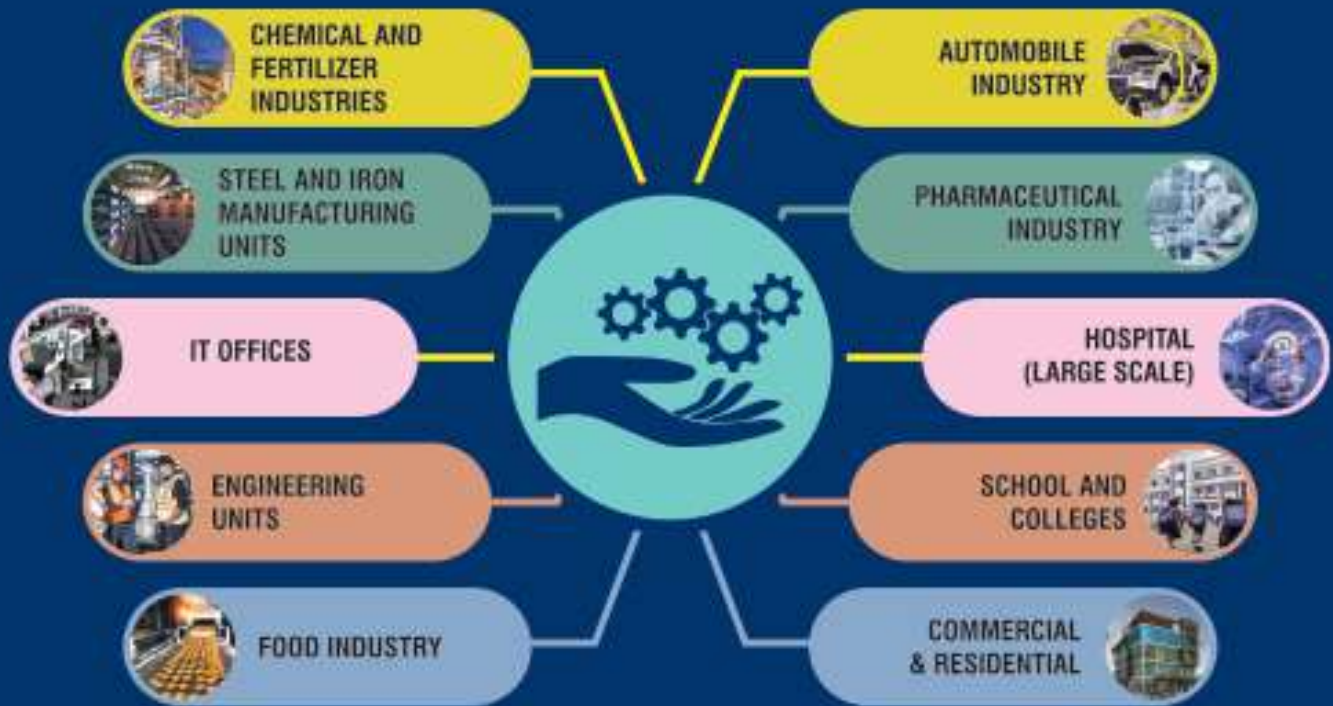 CHEMICAL AND
FERTILIZER
INDUSTRIES
STEEL AND IRON
MANUFACTURING
UNITS
IT OFFICES
ENGINEERING
UNITS
FOOD INDUSTRY
AUTOMOBILE
INDUSTRY
PHARMACEUTICAL
INDUSTRY
HOSPITAL
(LARGE SCALE)
SCHOOL AND
COLLEGES
COMMERCIAL
& RESIDENTIAL